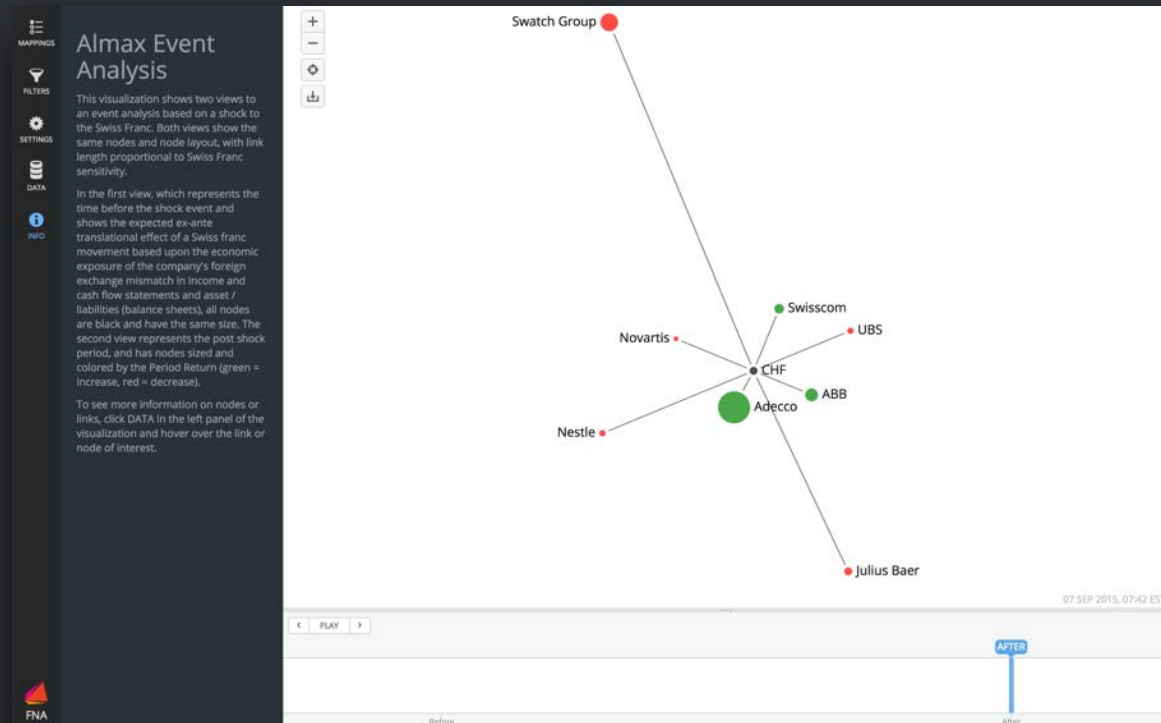 MAPPINGS
FILTERS
SETTINGS
DATA
INFO
FNA
Almax Event
Analysis
This visualization shows two views to
an event analysis based on a shock to
the Swiss Franc. Both views show the
same nodes and node layout, with link
length proportional to Swiss Franc
sensitivity.
In the first view, which represents the
time before the shock event and
shows the expected ex-ante
translational effect of a Swiss franc
movement based upon the economic
exposure of the company's foreign
exchange mismatch in income and
cash flow statements and asset /
liabilities (balance sheets), all nodes
are black and have the same size. The
second view represents the post shock
period, and has nodes sized and
colored by the Period Return (green =
increase, red = decrease).
To see more information on nodes or
links, click DATA in the left panel of the
visualization and hover over the link or
node of interest.
Swatch Group
Swisscom
UBS
Novartis
CHF
ABB
Adecco
Nestle
Julius Baer
07 SEP 2015, 07:42 EST
PLAY
AFTER
Before
After